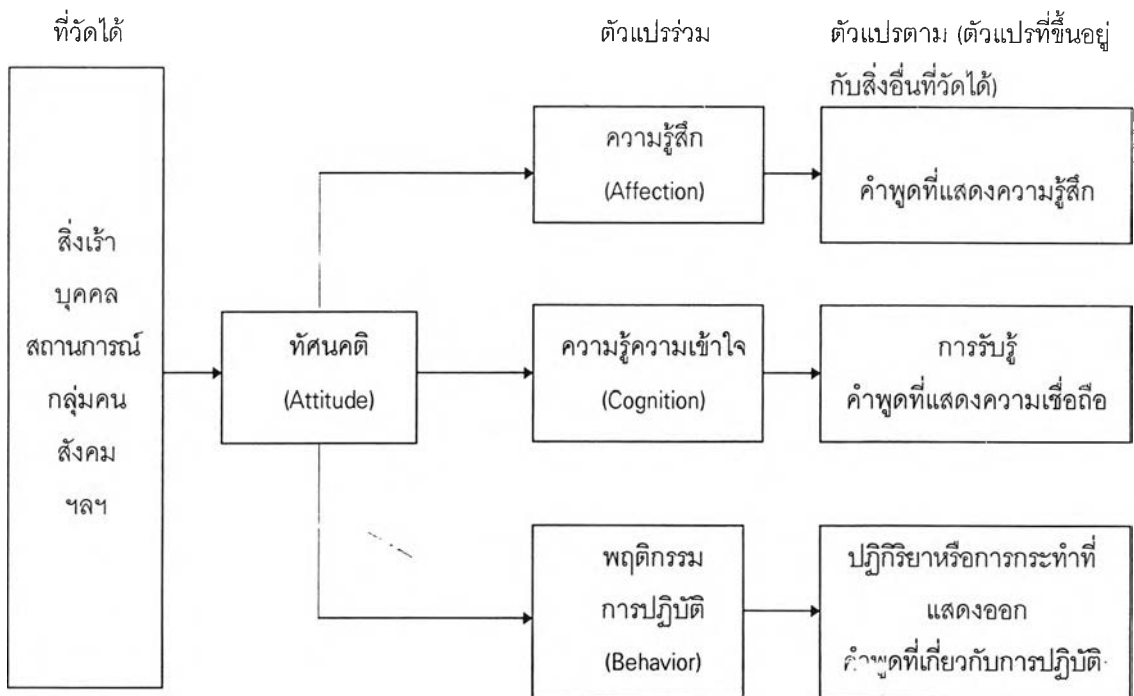 ที่วัดได้
ตัวแปรร่วม
ตัวแปรตาม (ตัวแปรที่ขึ้นอยู่
กับสิ่งอื่นที่วัดได้)
สิ่งเร้า
บุคคล
สถานการณ์
กลุ่มคน
สังคม
ฯลฯ
ทัศนคติ
(Attitude)
ความรู้สึก
(Affection)
คำพูดที่แสดงความรู้สึก
ความรู้ความเข้าใจ
(Cognition)
การรับรู้
คำพูดที่แสดงความเชื่อถือ
พฤติกรรม
การปฏิบัติ
(Behavior)
ปฏิกิริยาหรือการกระทำที่
แสดงออก
คำพูดที่เกี่ยวกับการปฏิบัติ